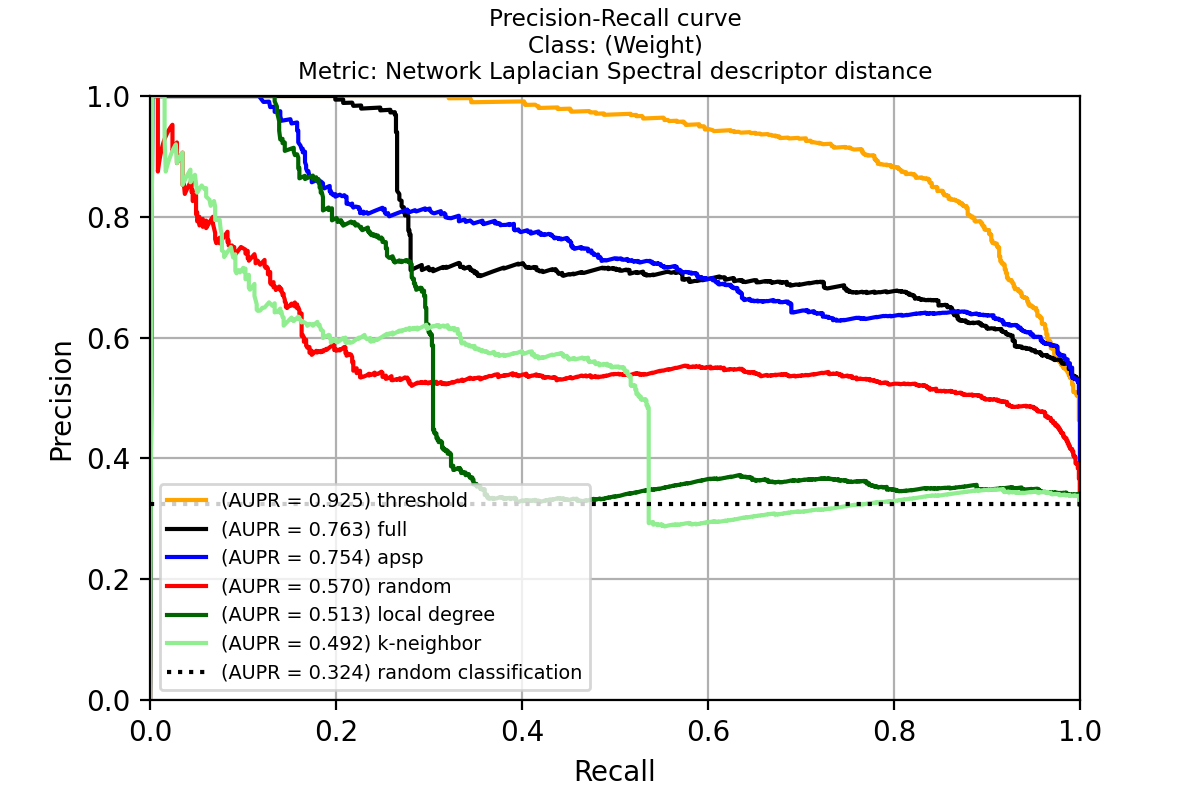 Precision-Recall curve
Class: (Weight)
Metric: Network Laplacian Spectral descriptor distance
1.0
0.8
0.6
0.4
0.2
0.0
Precision
(AUPR = 0.925) threshold
(AUPR = 0.763) full
(AUPR = 0.754) apsp
(AUPR = 0.570) random
(AUPR = 0.513) local degree
(AUPR = 0.492) k-neighbor
(AUPR = 0.324) random classification
0.0 0.2 0.4 0.6 0.8 1.0
Recall